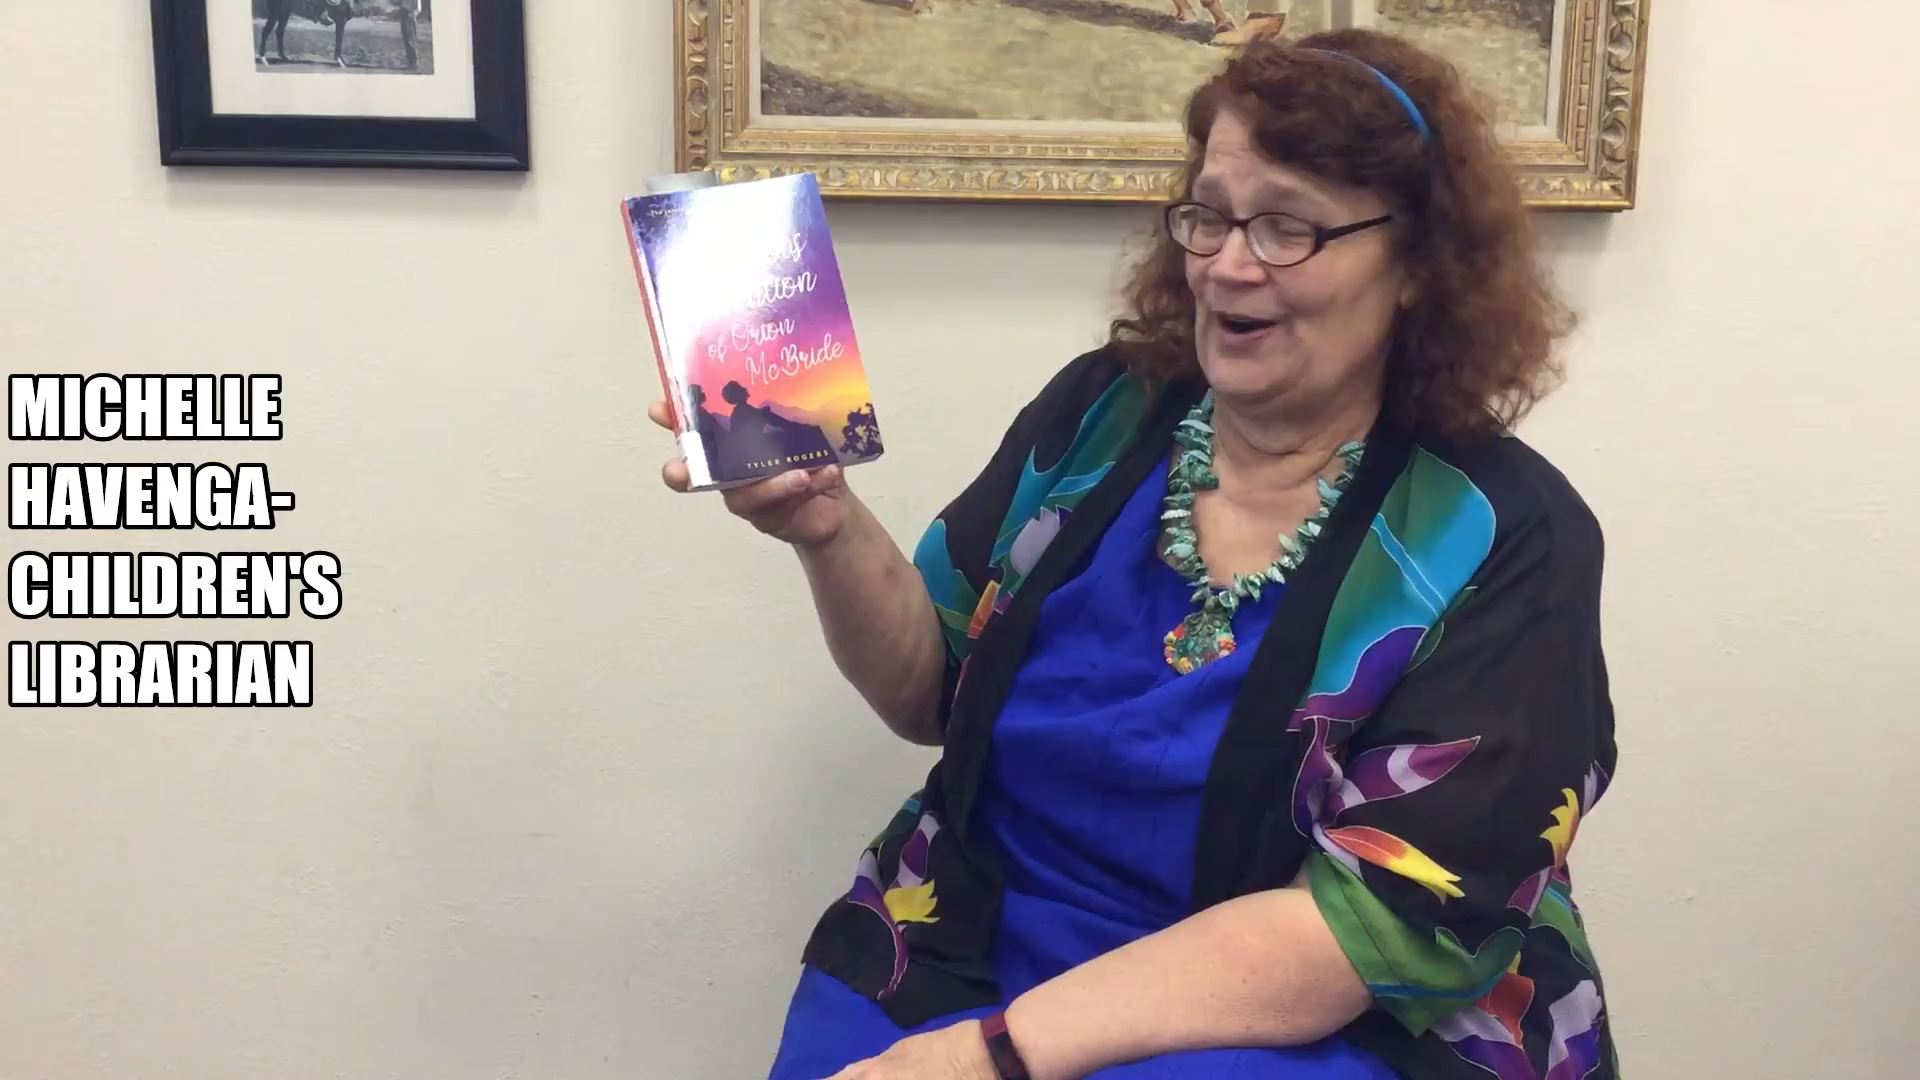 MICHELLE
HAVENGA-
CHILDREN'S
LIBRARIAN
of Orion
McBride
TYLER ROGERS